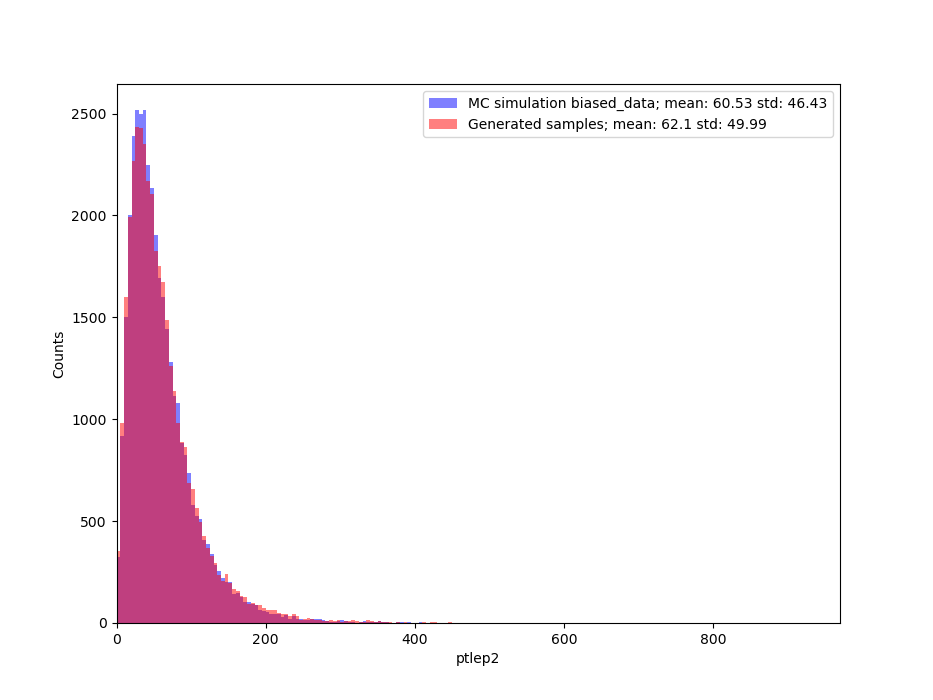 MC simulation biased_data; mean: 60.53 std: 46.43
Generated samples; mean: 62.1 std: 49.99
2500
2000
1500
1000
500
0
Counts
0 200 400 600 800
ptlep2